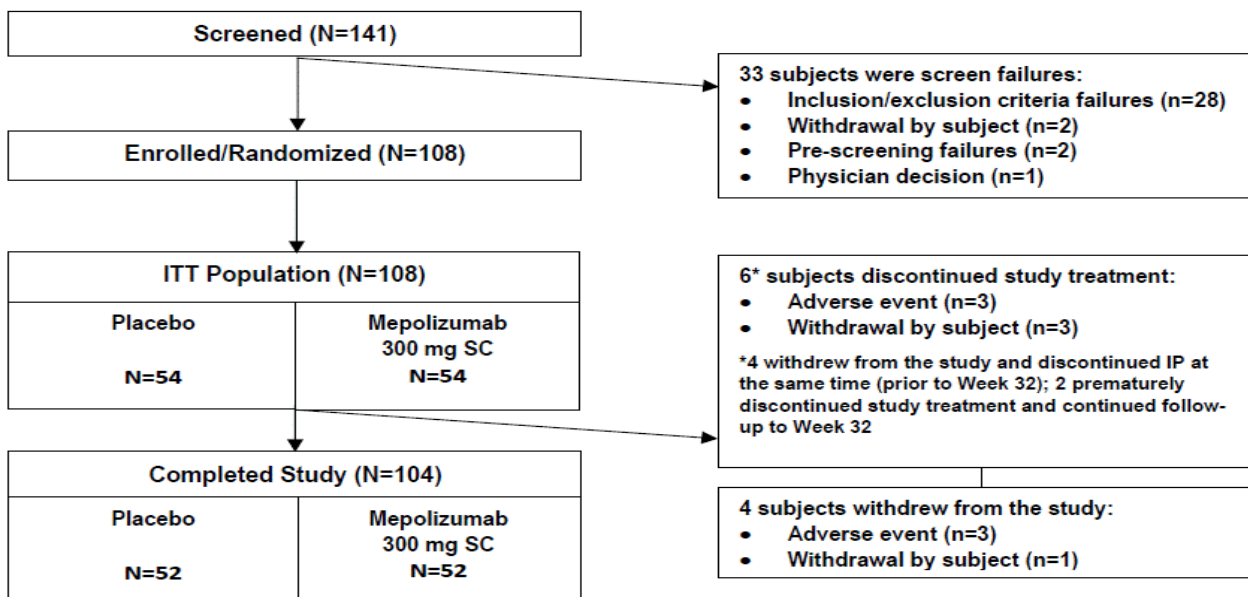 Screened (N=141)
33 subjects were screen failures:
• Inclusion/exclusion criteria failures (n=28)
• Withdrawal by subject (n=2)
• Pre-screening failures (n=2)
• Physician decision (n=1)
Enrolled/Randomized (N=108)
ITT Population (N=108)
Placebo
N=54
Mepolizumab
300 mg SC
N=54
6* subjects discontinued study treatment:
• Adverse event (n=3)
• Withdrawal by subject (n=3)
*4 withdrew from the study and discontinued IP at
the same time (prior to Week 32); 2 prematurely
discontinued study treatment and continued follow-
up to Week 32
Completed Study (N=104)
Placebo
N=52
Mepolizumab
300 mg SC
N=52
4 subjects withdrew from the study:
• Adverse event (n=3)
• Withdrawal by subject (n=1)